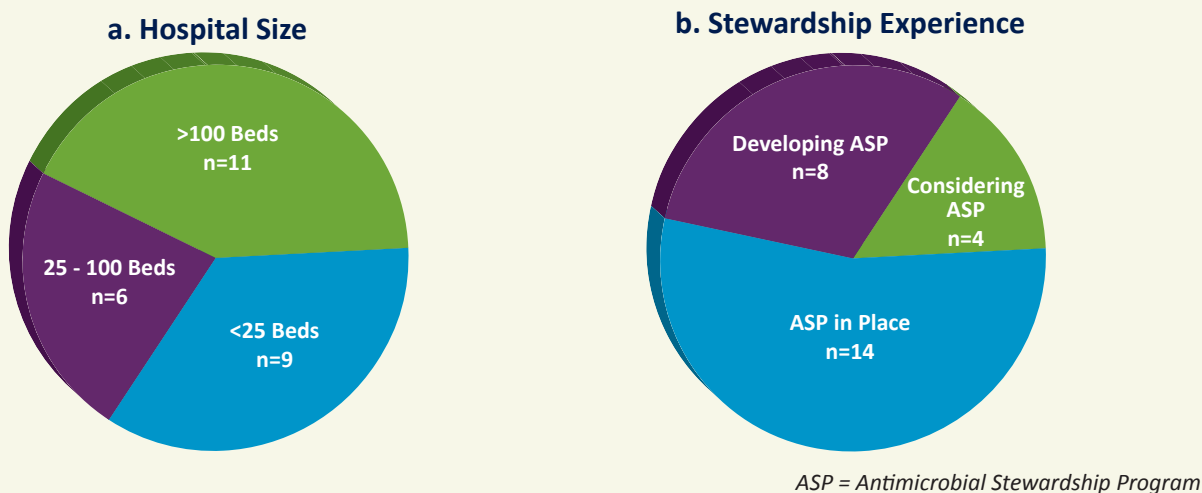 a. Hospital Size
>100 Beds
n=11
25 - 100 Beds
n=6
<25 Beds
n=9
b. Stewardship Experience
Developing ASP
n=8
Considering
ASP
n=4
ASP in Place
n=14
ASP = Antimicrobial Stewardship Program